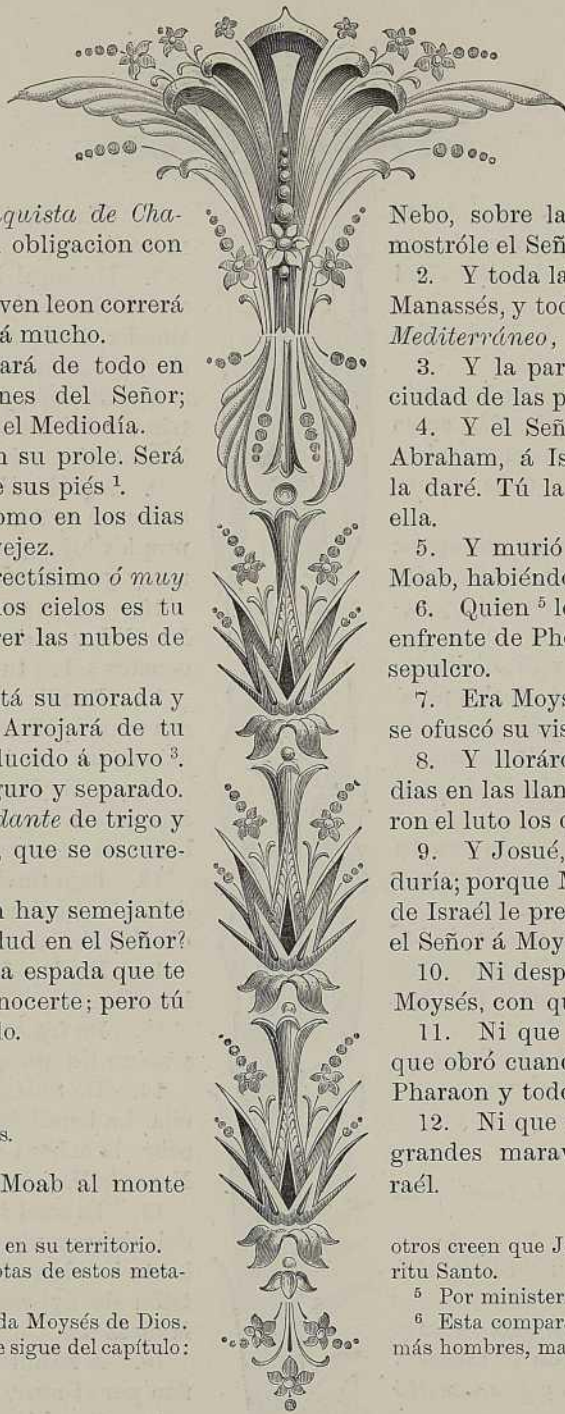 quista de Cha-
obligacion con
ven leon correrá
á mucho.
ará de todo en
nes del Señor;
el Mediodía.
n su prole. Será
e sus piés ¹.
omo en los dias
ejez.
rectísimo ó muy
los cielos es tu
rer las nubes de
tá su morada y
Arrojará de tu
lucido á polvo ³.
guro y separado.
dante de trigo y
, que se oscure-
n hay semejante
lud en el Señor?
a espada que te
nocerte; pero tú
lo.
s.
Moab al monte
en su territorio.
otas de estos meta-
da Moysés de Dios.
e sigue del capítulo:
Nebo, sobre la
mostróle el Señ
2. Y toda la
Manassés, y tod
Mediterráneo,
3. Y la par
ciudad de las p
4. Y el Señ
Abraham, á Is
la daré. Tú la
ella.
5. Y murió
Moab, habiénd
6. Quien ⁵ l
enfrente de Pho
sepulcro.
7. Era Moys
se ofuscó su vis
8. Y lloráro
dias en las llan
ron el luto los d
9. Y Josué,
duría; porque M
de Israél le pre
el Señor á Moy
10. Ni desp
Moysés, con qu
11. Ni que
que obró cuand
Pharaon y tod
12. Ni que
grandes marav
raél.
otros creen que J
ritu Santo.
⁵ Por minister
⁶ Esta compar
más hombres, ma